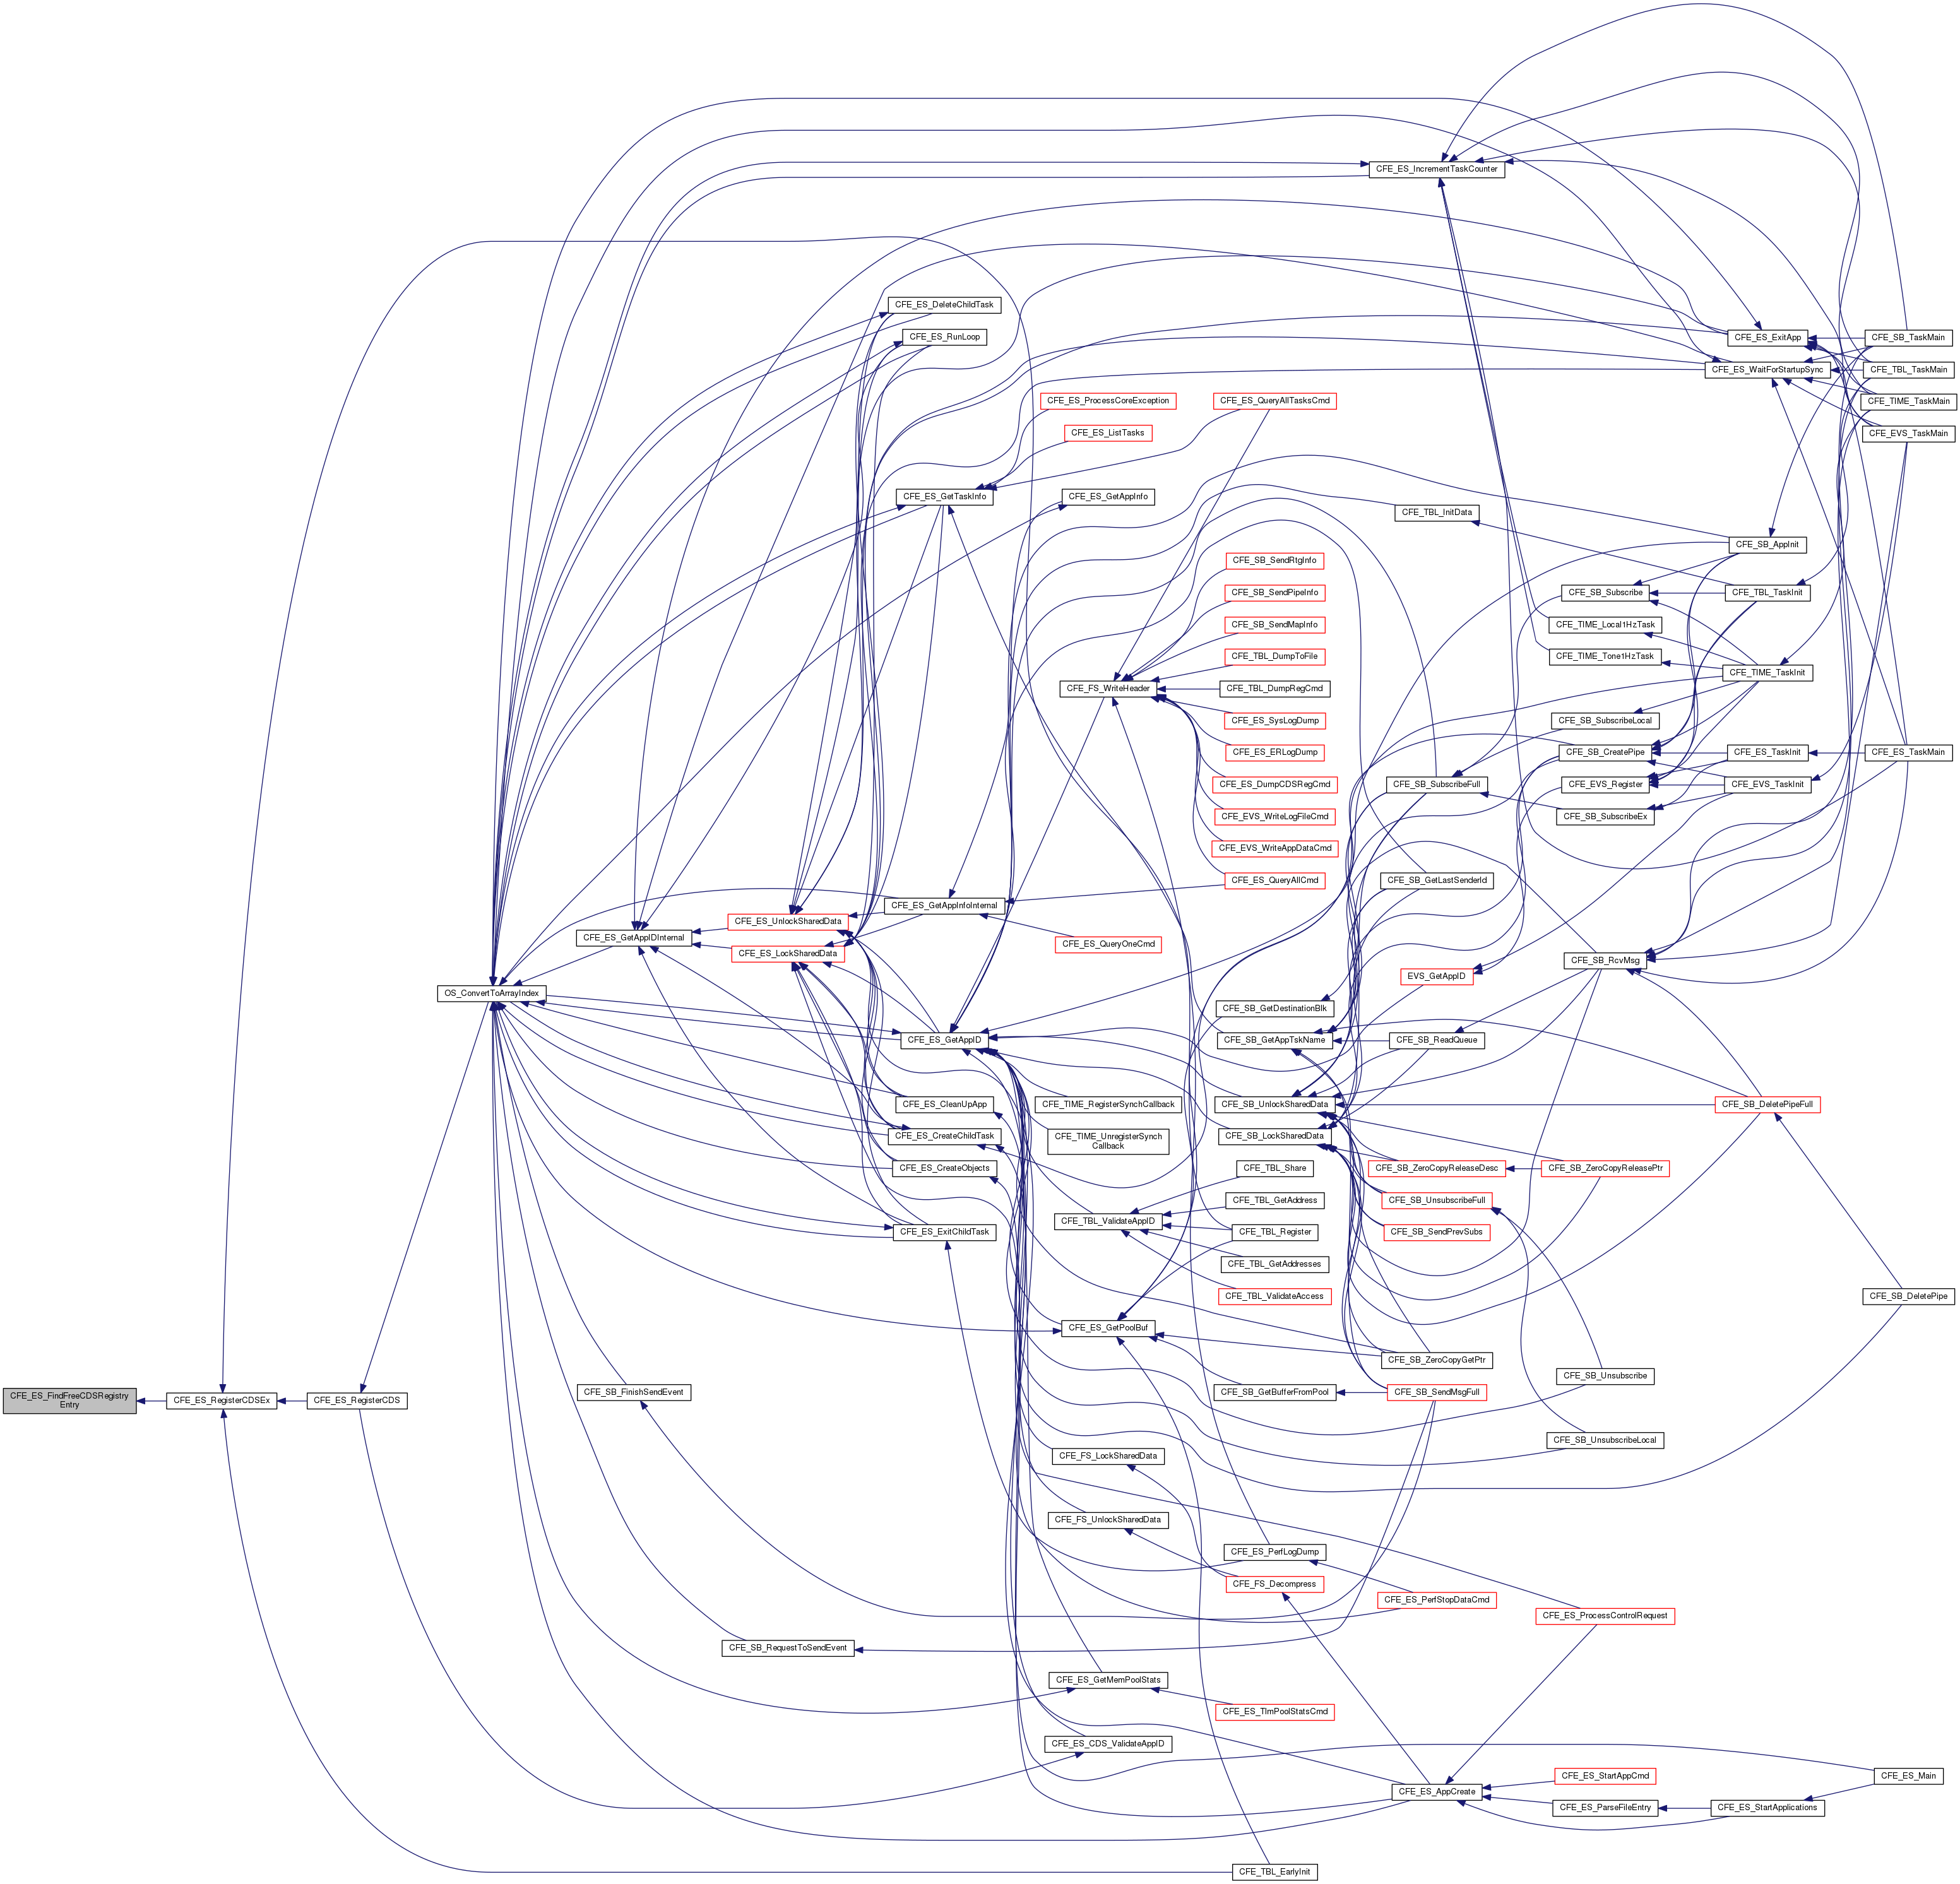 CFE_ES_IncrementTaskCounter
CFE_ES_DeleteChildTask
CFE_ES_RunLoop
CFE_ES_ExitApp
CFE_SB_TaskMain
CFE_ES_WaitForStartupSync
CFE_TBL_TaskMain
CFE_TIME_TaskMain
CFE_ES_ProcessCoreException
CFE_ES_QueryAllTasksCmd
CFE_ES_ListTasks
CFE_EVS_TaskMain
CFE_ES_GetTaskInfo
CFE_ES_GetAppInfo
CFE_TBL_InitData
CFE_SB_AppInit
CFE_SB_SendRtgInfo
CFE_SB_SendPipeInfo
CFE_SB_Subscribe
CFE_TBL_TaskInit
CFE_SB_SendMapInfo
CFE_TIME_Local1HzTask
CFE_TBL_DumpToFile
CFE_TIME_Tone1HzTask
CFE_TIME_TaskInit
CFE_FS_WriteHeader
CFE_TBL_DumpRegCmd
CFE_ES_SysLogDump
CFE_SB_SubscribeLocal
CFE_ES_ERLogDump
CFE_SB_CreatePipe
CFE_ES_TaskInit
CFE_ES_TaskMain
CFE_ES_DumpCDSRegCmd
CFE_SB_SubscribeFull
CFE_EVS_Register
CFE_EVS_TaskInit
CFE_EVS_WriteLogFileCmd
CFE_SB_SubscribeEx
CFE_EVS_WriteAppDataCmd
CFE_ES_QueryAllCmd
CFE_SB_GetLastSenderId
CFE_ES_GetAppInfoInternal
CFE_ES_UnlockSharedData
CFE_ES_GetAppIDInternal
CFE_ES_QueryOneCmd
CFE_ES_LockSharedData
CFE_SB_RcvMsg
EVS_GetAppID
OS_ConvertToArrayIndex
CFE_SB_GetDestinationBlk
CFE_ES_GetAppID
CFE_SB_GetAppTskName
CFE_SB_ReadQueue
CFE_ES_CleanUpApp
CFE_TIME_RegisterSynchCallback
CFE_SB_UnlockSharedData
CFE_SB_DeletePipeFull
CFE_ES_CreateChildTask
CFE_TIME_UnregisterSynch
Callback
CFE_SB_LockSharedData
CFE_ES_CreateObjects
CFE_TBL_Share
CFE_SB_ZeroCopyReleaseDesc
CFE_SB_ZeroCopyReleasePtr
CFE_TBL_GetAddress
CFE_SB_UnsubscribeFull
CFE_TBL_ValidateAppID
CFE_ES_ExitChildTask
CFE_TBL_Register
CFE_SB_SendPrevSubs
CFE_TBL_GetAddresses
CFE_TBL_ValidateAccess
CFE_SB_DeletePipe
CFE_ES_GetPoolBuf
CFE_SB_ZeroCopyGetPtr
CFE_SB_Unsubscribe
CFE_ES_FindFreeCDSRegistry
Entry
CFE_ES_RegisterCDSEx
CFE_ES_RegisterCDS
CFE_SB_FinishSendEvent
CFE_SB_GetBufferFromPool
CFE_SB_SendMsgFull
CFE_SB_UnsubscribeLocal
CFE_FS_LockSharedData
CFE_FS_UnlockSharedData
CFE_ES_PerfLogDump
CFE_FS_Decompress
CFE_ES_PerfStopDataCmd
CFE_ES_ProcessControlRequest
CFE_SB_RequestToSendEvent
CFE_ES_GetMemPoolStats
CFE_ES_TlmPoolStatsCmd
CFE_ES_CDS_ValidateAppID
CFE_ES_StartAppCmd
CFE_ES_Main
CFE_ES_AppCreate
CFE_ES_ParseFileEntry
CFE_ES_StartApplications
CFE_TBL_EarlyInit